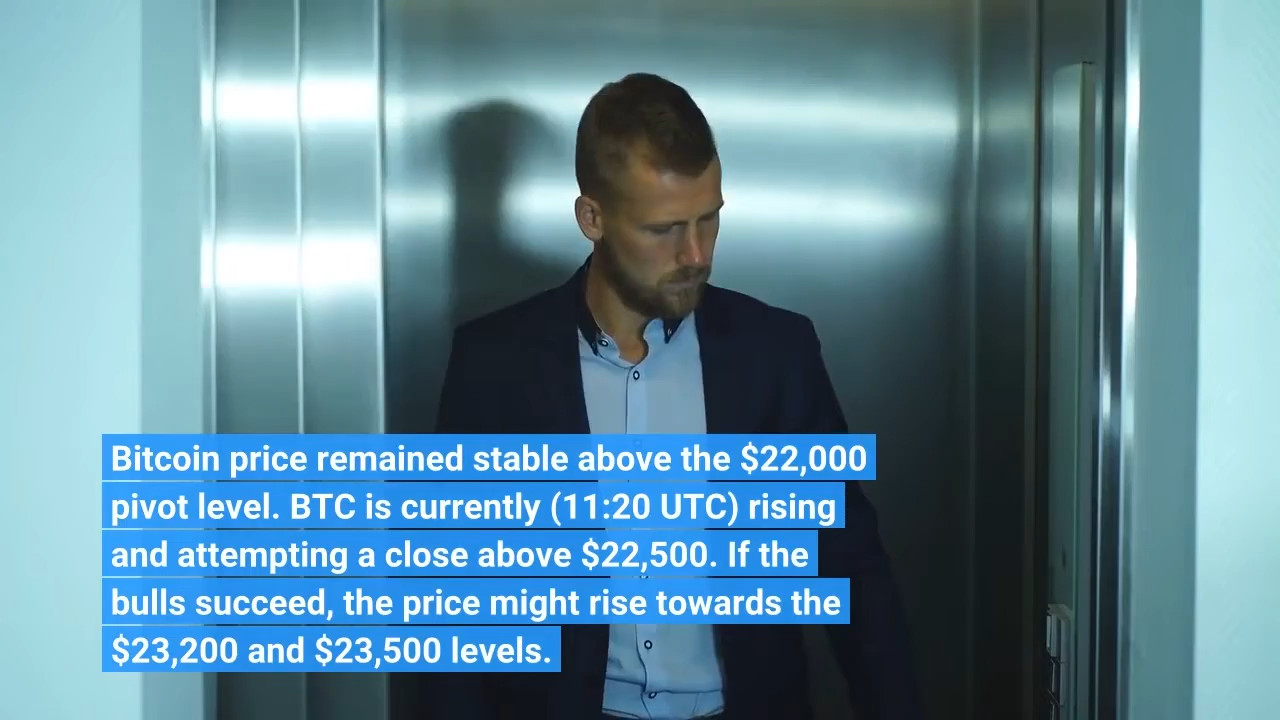 Bitcoin price remained stable above the $22,000
pivot level. BTC is currently (11:20 UTC) rising
and attempting a close above $22,500. If the
bulls succeed, the price might rise towards the
$23,200 and $23,500 levels.